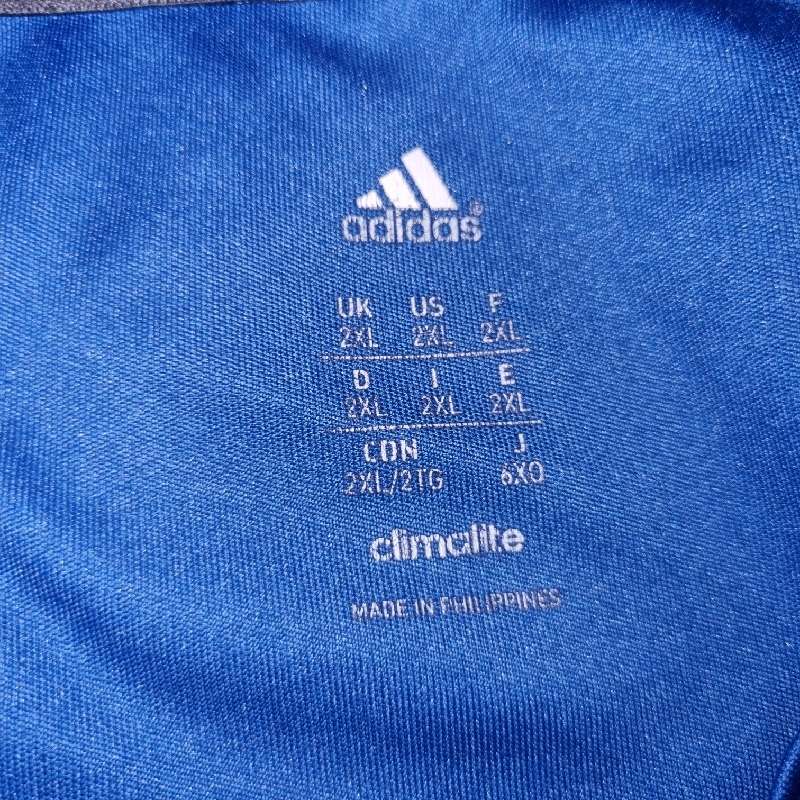 adidas®
UK US F
2XL 2XL 2XL
D I E
2XL 2XL 2XL
CDN J
2XL/2TG 6XO
climalite
MADE IN PHILIPPINES